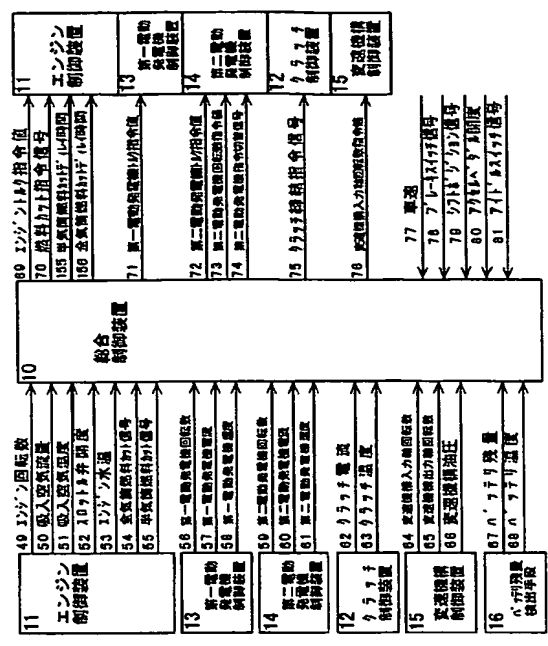 11
エンジン
制御装置
13
第一電動
発電機
制御装置
14
第二電動
発電機
制御装置
12
クラッチ
制御装置
15
変速機構
制御装置
69 エンジントルク指令値
70 燃料カット指令信号
155 半気筒燃料カットディレイ時間
156 全気筒燃料カットディレイ時間
71 第一電動発電機トルク指令値
72 第二電動発電機トルク指令値
73 第二電動発電機回転数指令値
74 第二電動発電機指令切替信号
75 クラッチ締結指令信号
76 変速機構入力軸回転数指令値
77 車速
78 ブレーキスイッチ信号
79 シフトポジション信号
80 アクセルペダル開度
81 アイドルスイッチ信号
10
総合
制御装置
49 エンジン回転数
50 吸入空気流量
51 吸入空気温度
52 スロットル弁開度
53 エンジン水温
54 全気筒燃料カット信号
55 半気筒燃料カット信号
56 第一電動発電機回転数
57 第一電動発電機電流
58 第一電動発電機温度
59 第二電動発電機回転数
60 第二電動発電機電流
61 第二電動発電機温度
62 クラッチ電流
63 クラッチ温度
64 変速機構入力軸回転数
65 変速機構出力軸回転数
66 変速機構油圧
67 バッテリ残量
68 バッテリ温度
11
エンジン
制御装置
13
第一電動
発電機
制御装置
14
第二電動
発電機
制御装置
12
クラッチ
制御装置
15
変速機構
制御装置
16
バッテリ残量
検出手段